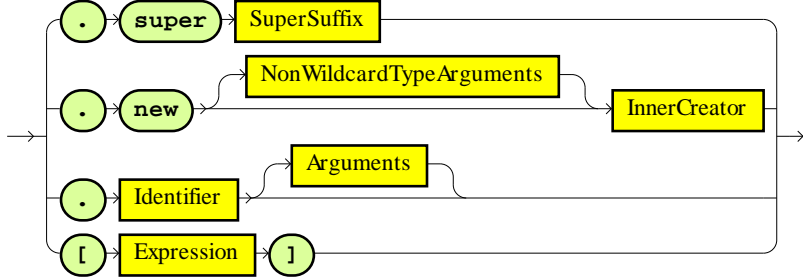 . super SuperSuffix
NonWildcardTypeArguments
. new InnerCreator
Arguments
. Identifier
[ Expression ]